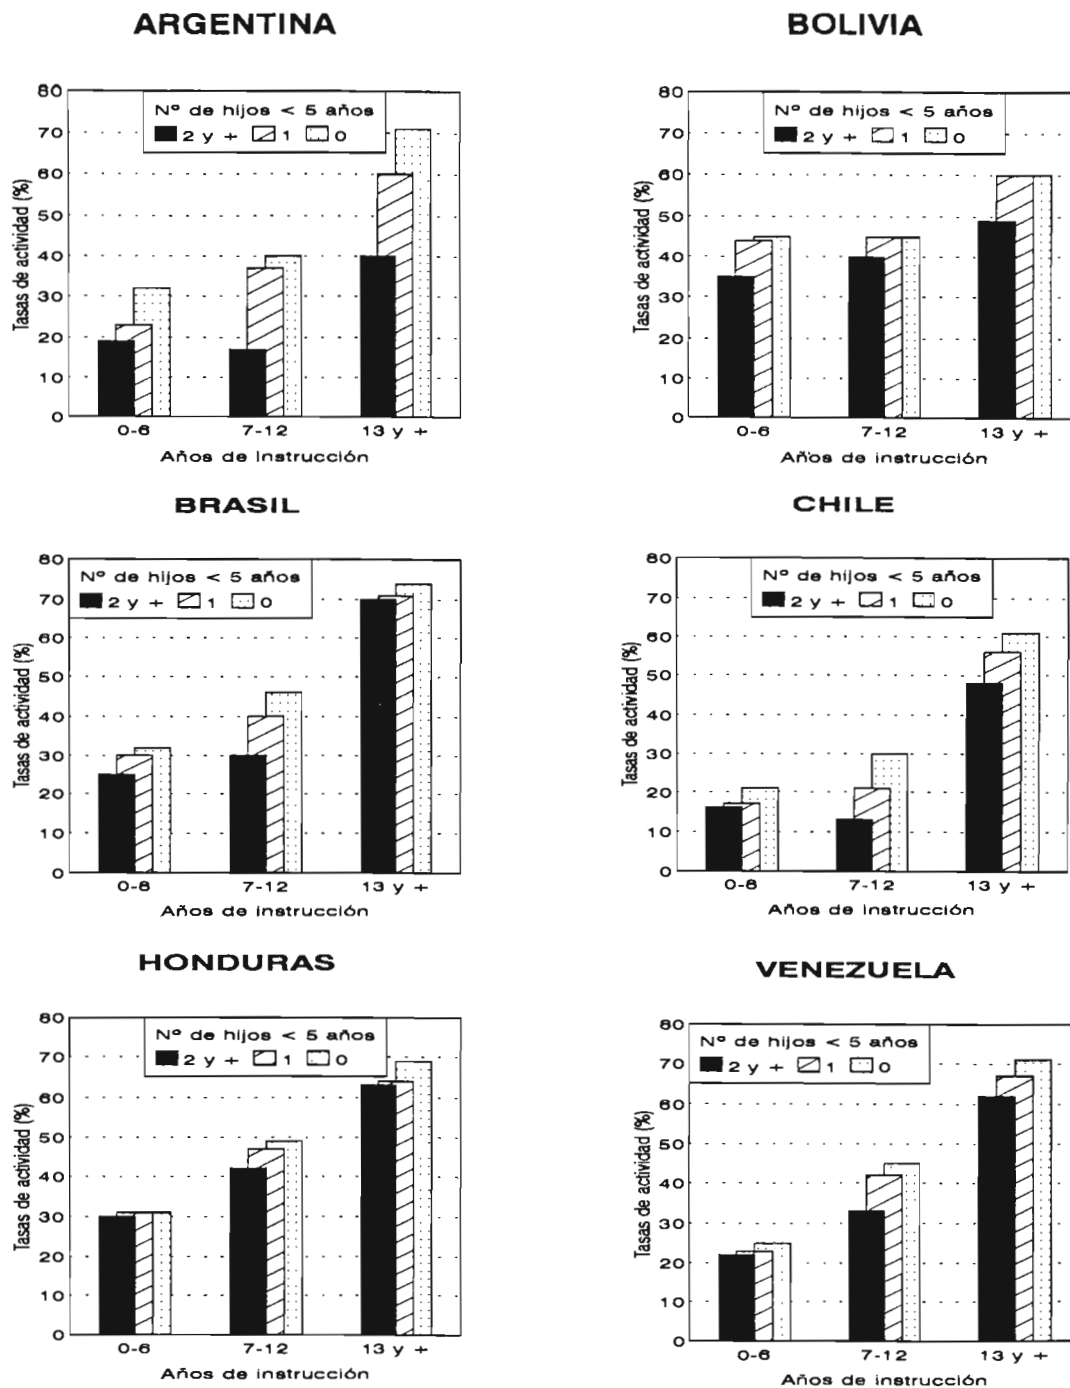 ARGENTINA
80
70
60
50
40
30
20
10
0
Tasas de actividad (%)
Nº de hijos < 5 años
2 y + 1 0
0-6 7-12 13 y +
Años de instrucción
BOLIVIA
80
70
60
50
40
30
20
10
0
Tasas de actividad (%)
Nº de hijos < 5 años
2 y + 1 0
0-6 7-12 13 y +
Años de instrucción
BRASIL
80
70
60
50
40
30
20
10
0
Tasas de actividad (%)
Nº de hijos < 5 años
2 y + 1 0
0-6 7-12 13 y +
Años de instrucción
CHILE
80
70
60
50
40
30
20
10
0
Tasas de actividad (%)
Nº de hijos < 5 años
2 y + 1 0
0-6 7-12 13 y +
Años de instrucción
HONDURAS
80
70
60
50
40
30
20
10
0
Tasas de actividad (%)
Nº de hijos < 5 años
2 y + 1 0
0-6 7-12 13 y +
Años de instrucción
VENEZUELA
80
70
60
50
40
30
20
10
0
Tasas de actividad (%)
Nº de hijos < 5 años
2 y + 1 0
0-6 7-12 13 y +
Años de instrucción